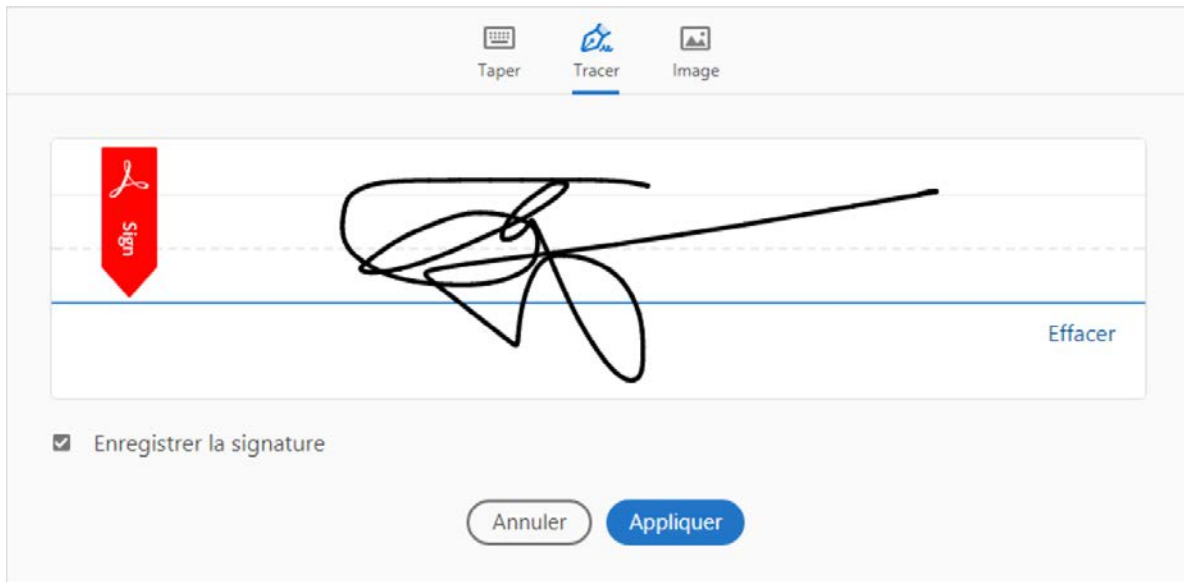 Taper Tracer Image
Sign
Effacer
Enregistrer la signature
Annuler Appliquer